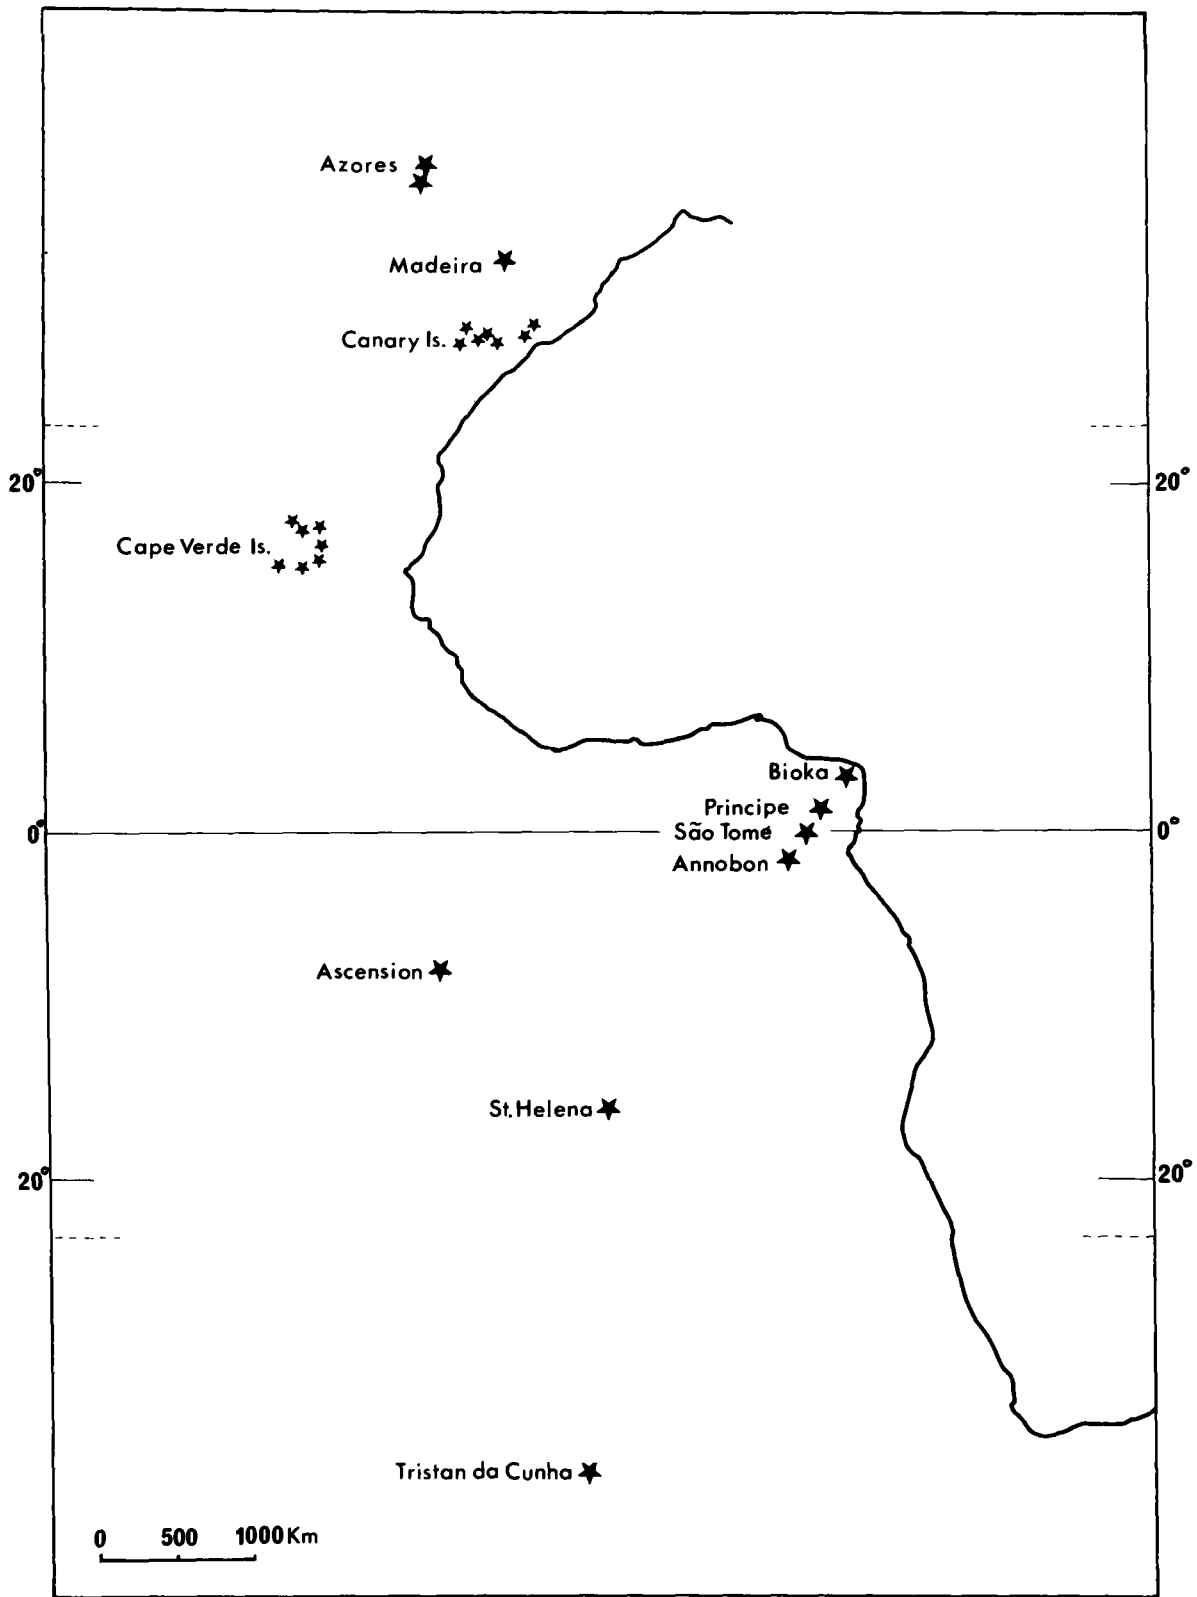 Azores
Madeira
Canary Is.
20° 20°
Cape Verde Is.
Bioka
Principe
0° São Tomé 0°
Annobon
Ascension
St. Helena
20° 20°
Tristan da Cunha
0 500 1000 Km